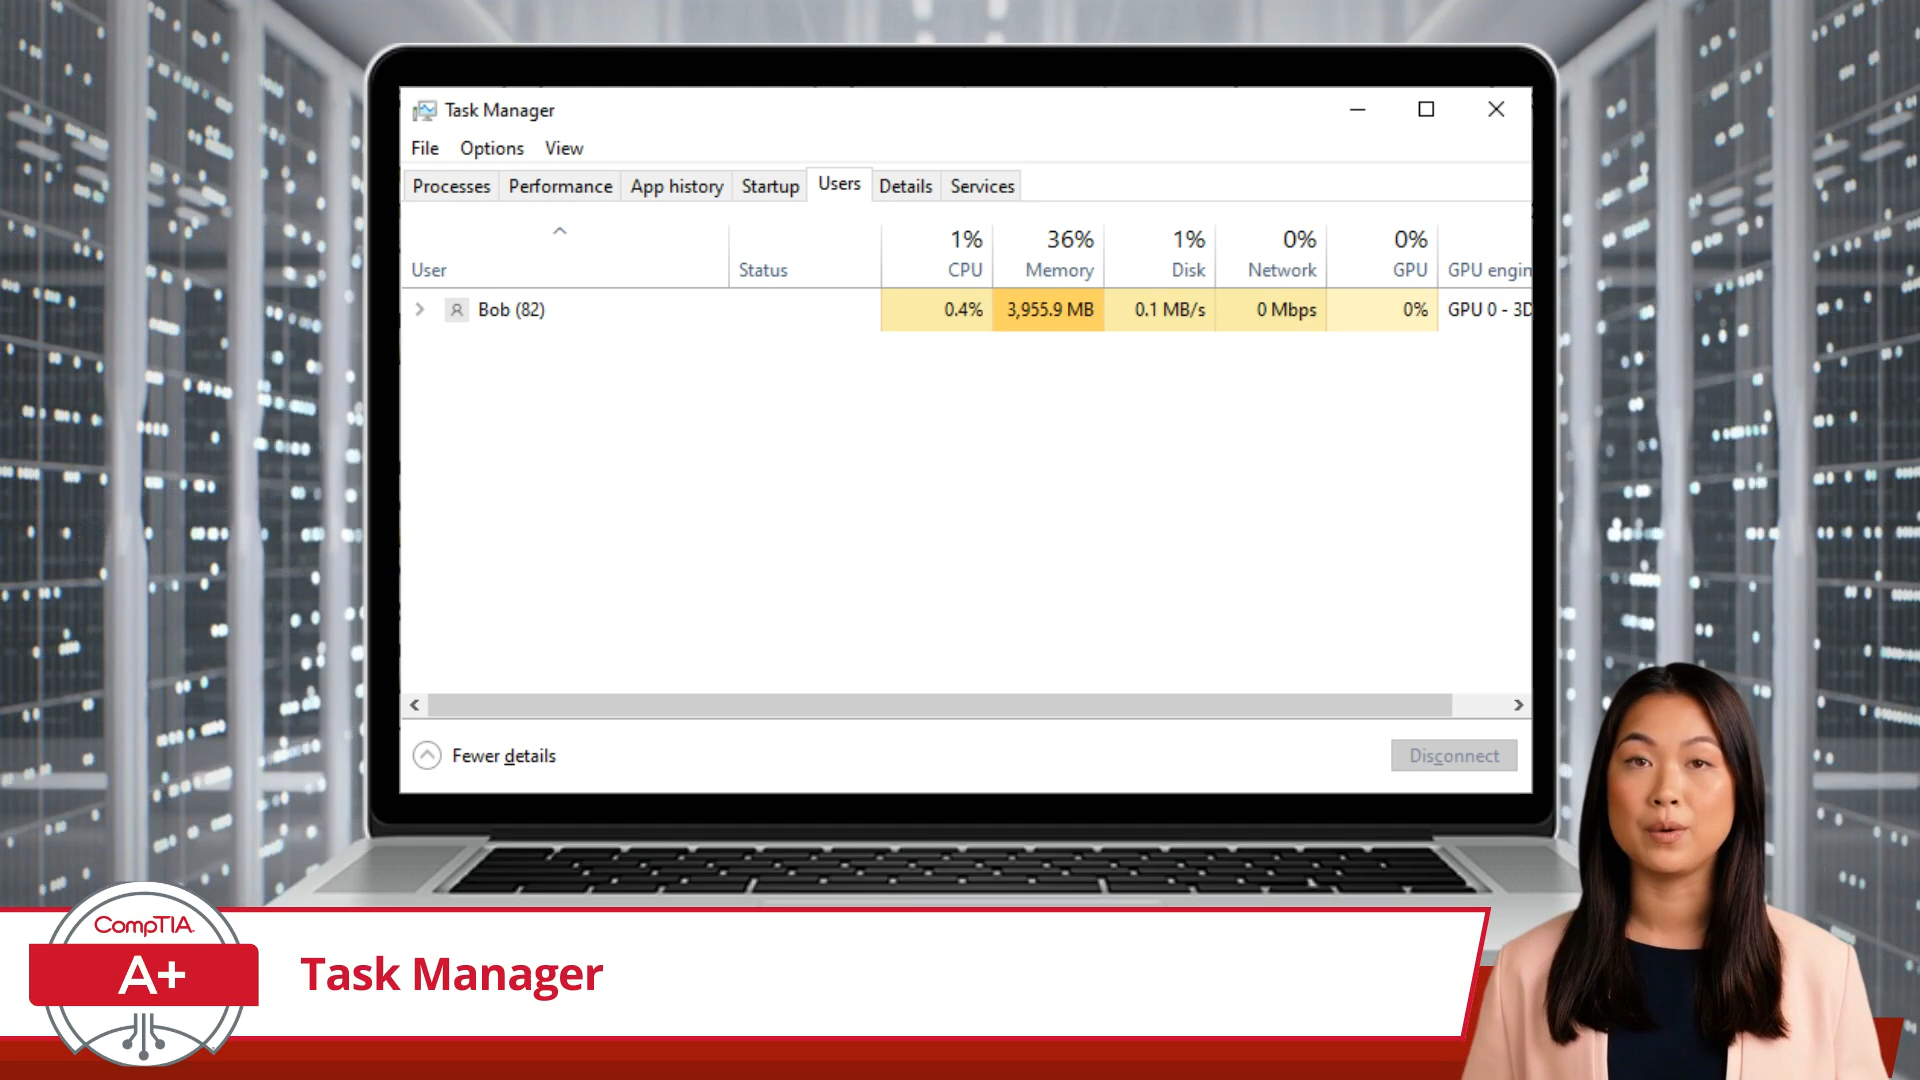 Task Manager
File Options View
Processes Performance App history Startup Users Details Services
1% 36% 1% 0% 0%
User Status CPU Memory Disk Network GPU GPU engin
Bob (82) 0.4% 3,955.9 MB 0.1 MB/s 0 Mbps 0% GPU 0 - 3D
Fewer details Disconnect
CompTIA.
A+
Task Manager